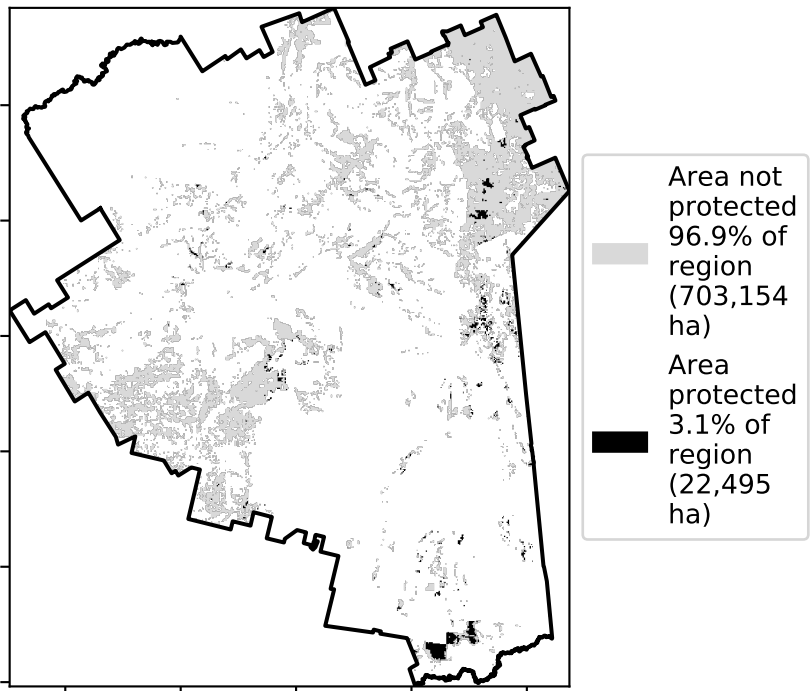 Area not
protected
96.9% of
region
(703,154
ha)
Area
protected
3.1% of
region
(22,495
ha)